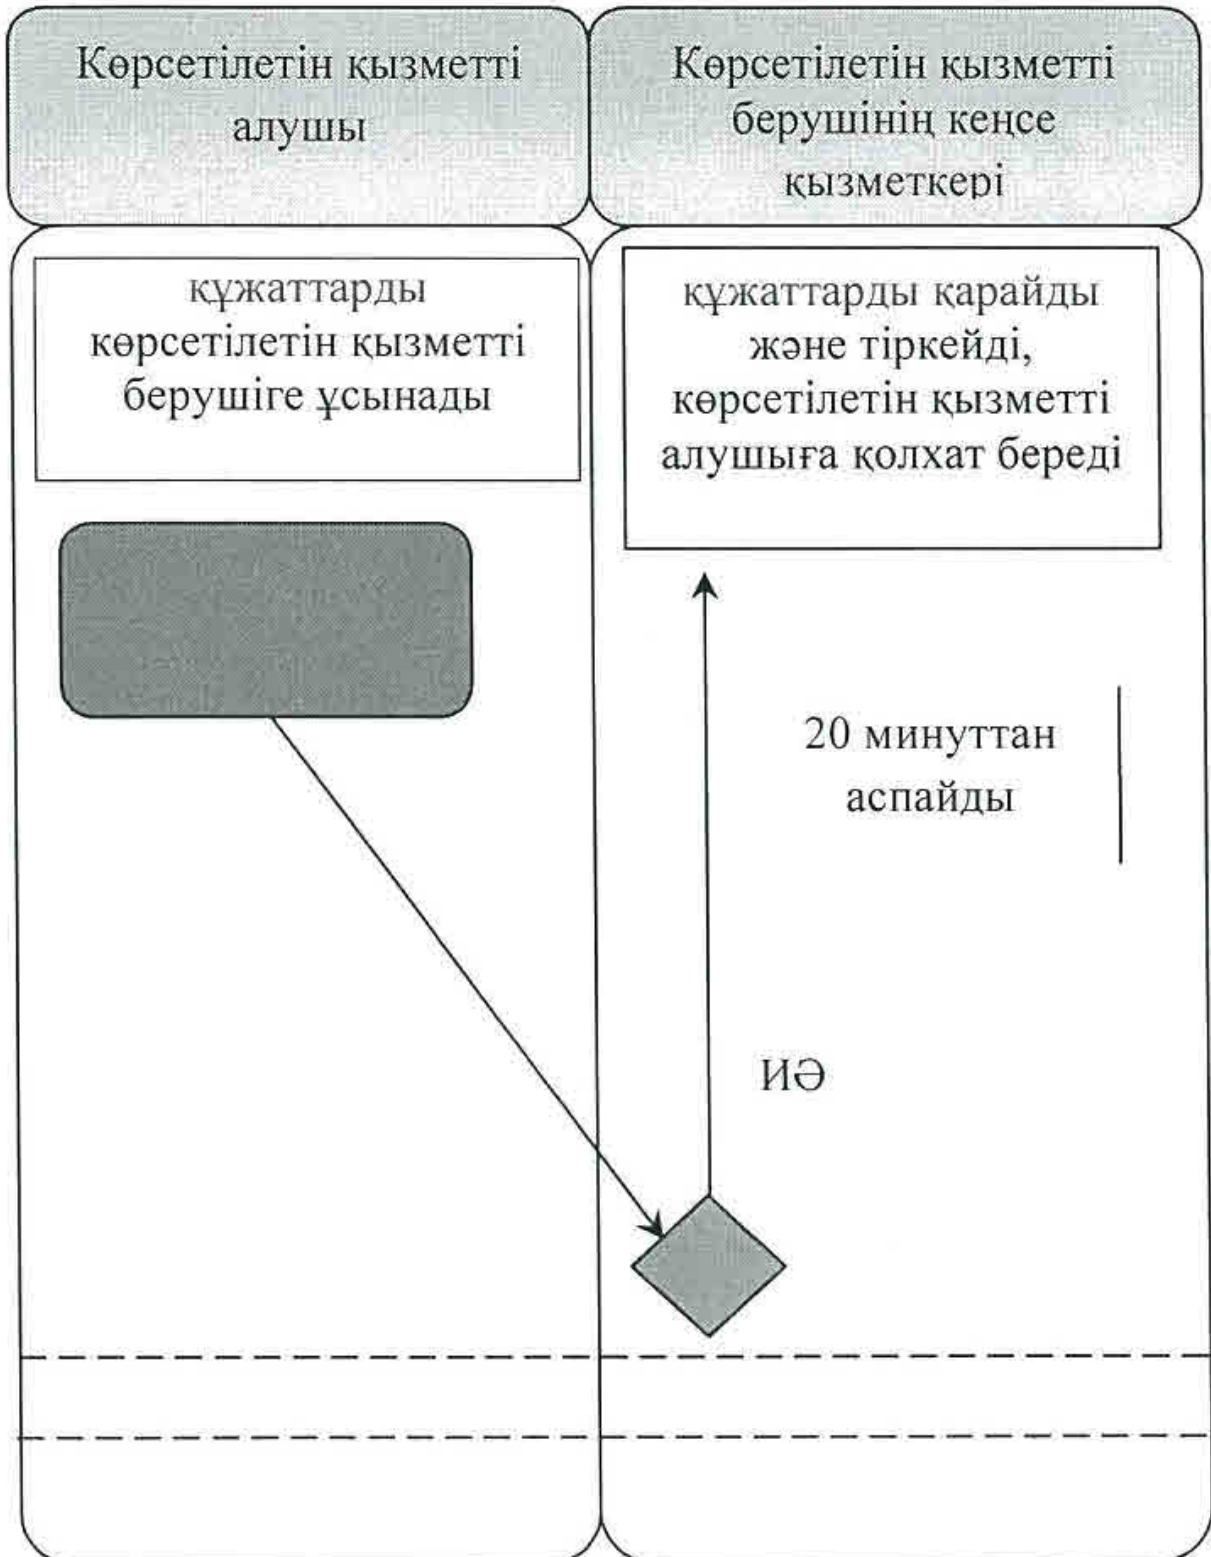 Көрсетілетін қызметті
алушы
Көрсетілетін қызметті
берушінің кеңсе
қызметкері
құжаттарды
көрсетілетін қызметті
берушіге ұсынады
құжаттарды қарайды
және тіркейді,
көрсетілетін қызметті
алушыға қолхат береді
20 минуттан
аспайды
ИӘ